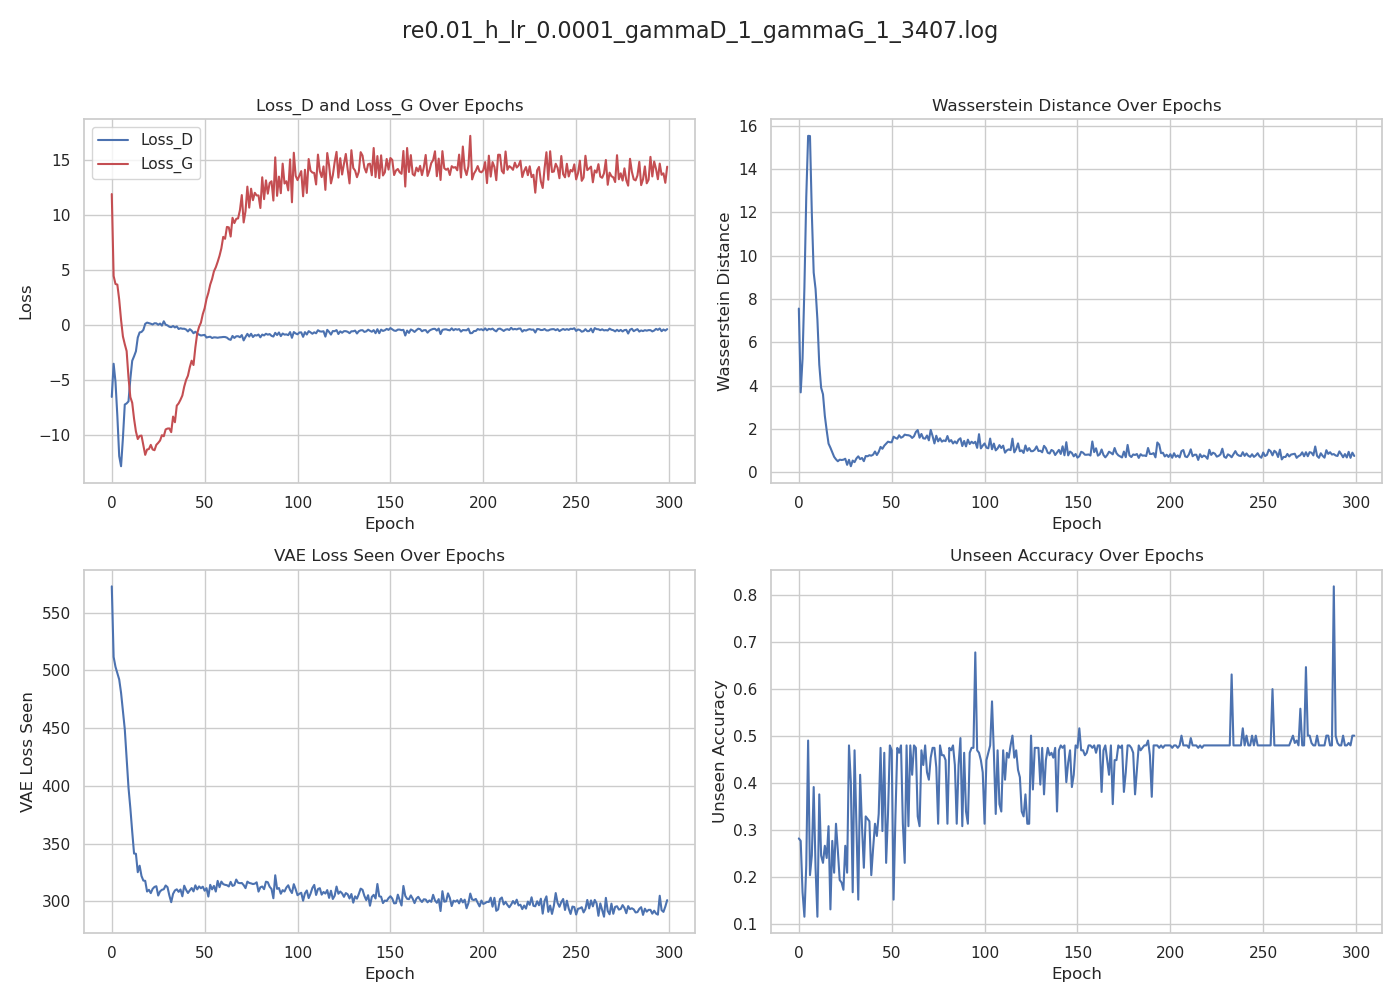 re0.01_h_lr_0.0001_gammaD_1_gammaG_1_3407.log
Loss_D and Loss_G Over Epochs
Loss_D
Loss_G
15
10
5
0
−5
−10
Loss
0 50 100 150 200 250 300
Epoch
Wasserstein Distance Over Epochs
16
14
12
10
8
6
4
2
0
Wasserstein Distance
0 50 100 150 200 250 300
Epoch
VAE Loss Seen Over Epochs
550
500
450
400
350
300
VAE Loss Seen
0 50 100 150 200 250 300
Epoch
Unseen Accuracy Over Epochs
0.8
0.7
0.6
0.5
0.4
0.3
0.2
0.1
Unseen Accuracy
0 50 100 150 200 250 300
Epoch